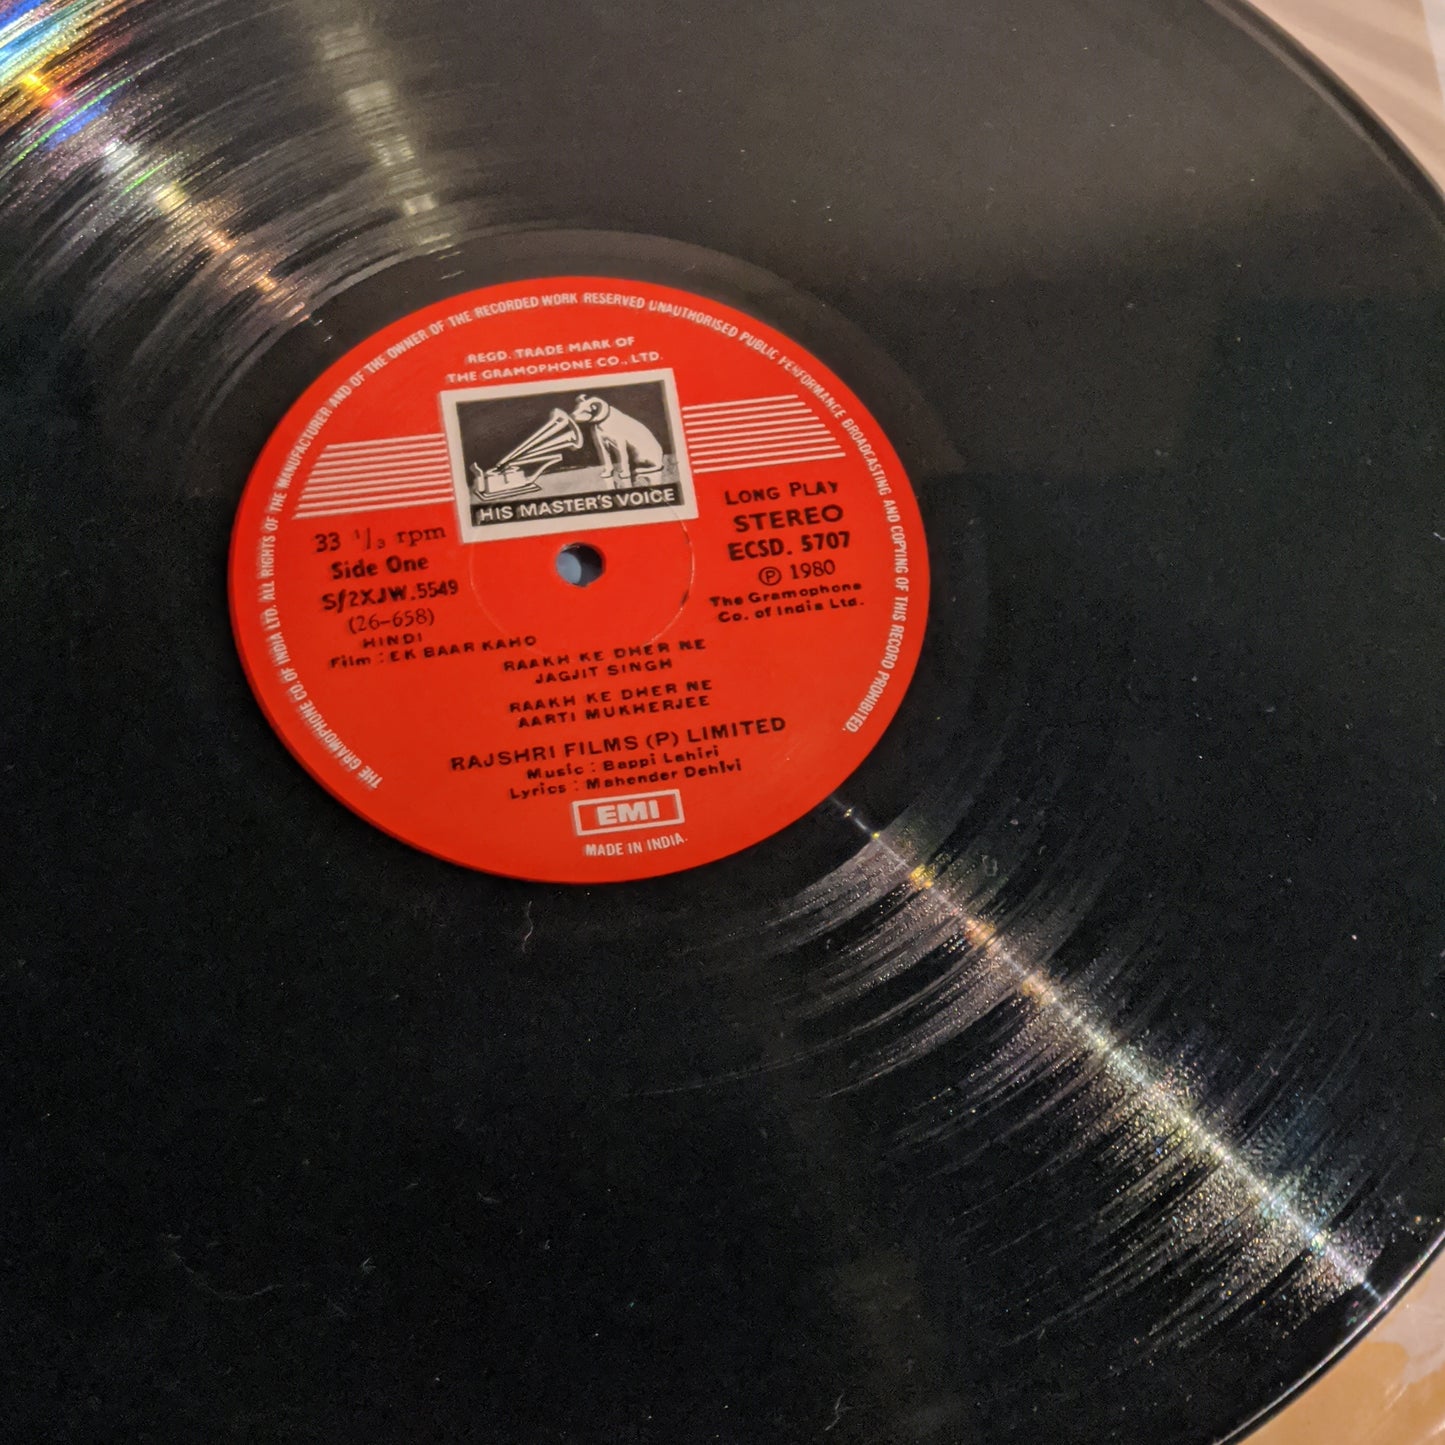 THE GRAMOPHONE CO. OF INDIA LTD. ALL RIGHTS OF THE MANUFACTURER AND OF THE OWNER OF THE RECORDED WORK RESERVED UNAUTHORISED PUBLIC PERFORMANCE BROADCASTING AND COPYING OF THIS RECORD PROHIBITED.
REGD. TRADE MARK OF
THE GRAMOPHONE CO., LTD.
HIS MASTER'S VOICE
33 1/3 rpm
Side One
S/2XJW.5549
(26-658)
HINDI
Film : EK BAAR KAHO
LONG PLAY
STEREO
ECSD. 5707
℗ 1980
The Gramophone
Co. of India Ltd.
RAAKH KE DHER NE
JAGJIT SINGH
RAAKH KE DHER NE
AARTI MUKHERJEE
RAJSHRI FILMS (P) LIMITED
Music : Bappi Lahiri
Lyrics : Mahender Dehlvi
EMI
MADE IN INDIA.